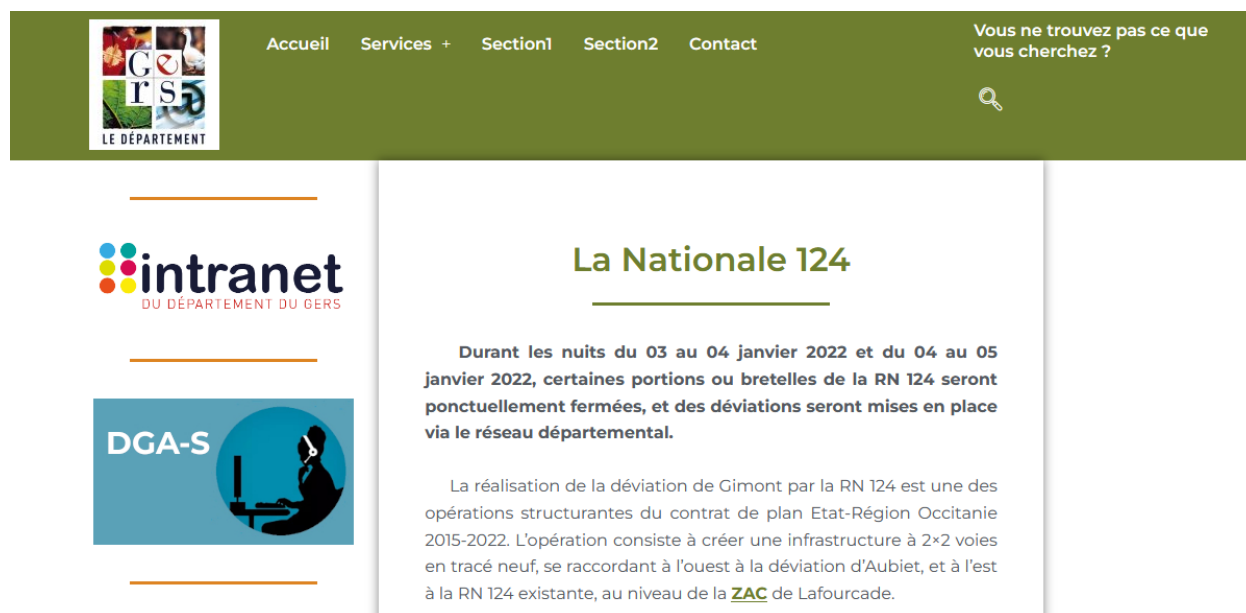 Accueil Services + Section1 Section2 Contact
Vous ne trouvez pas ce que
vous cherchez ?
Gers
LE DÉPARTEMENT
intranet
DU DÉPARTEMENT DU GERS
DGA-S
La Nationale 124
Durant les nuits du 03 au 04 janvier 2022 et du 04 au 05
janvier 2022, certaines portions ou bretelles de la RN 124 seront
ponctuellement fermées, et des déviations seront mises en place
via le réseau départemental.
La réalisation de la déviation de Gimont par la RN 124 est une des
opérations structurantes du contrat de plan Etat-Région Occitanie
2015-2022. L’opération consiste à créer une infrastructure à 2×2 voies
en tracé neuf, se raccordant à l’ouest à la déviation d’Aubiet, et à l’est
à la RN 124 existante, au niveau de la ZAC de Lafourcade.